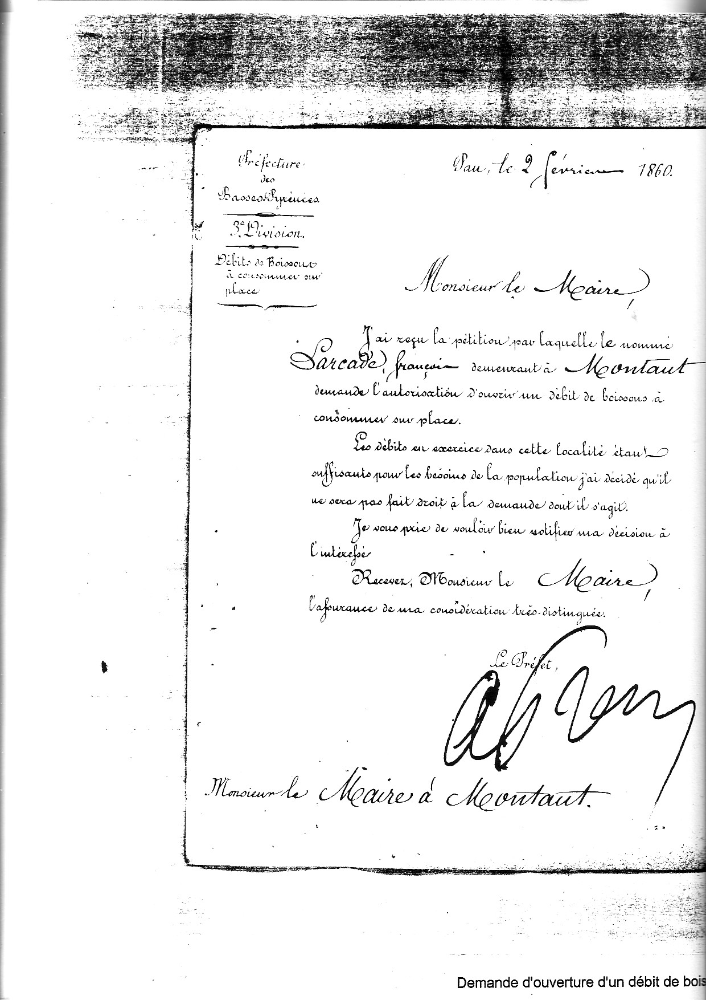 Préfecture
des
Basses-Pyrénées
3e Division.
Débits de Boissons
à consommer sur
place
Pau, le 2 février 1860.
Monsieur le Maire,
J'ai reçu la pétition par laquelle le nommé
Larcade, françois demeurant à Montaut
demande l'autorisation d'ouvrir un débit de boissons à
consommer sur place.
Les débits en exercice dans cette localité étant
suffisants pour les besoins de la population j'ai décidé qu'il
ne sera pas fait droit à la demande dont il s'agit.
Je vous prie de vouloir bien notifier ma décision à
l'intéressé
Recevez, Monsieur le Maire,
l'assurance de ma considération très-distinguée.
Le Préfet,
Monsieur le Maire à Montaut.
Demande d'ouverture d'un débit de bois